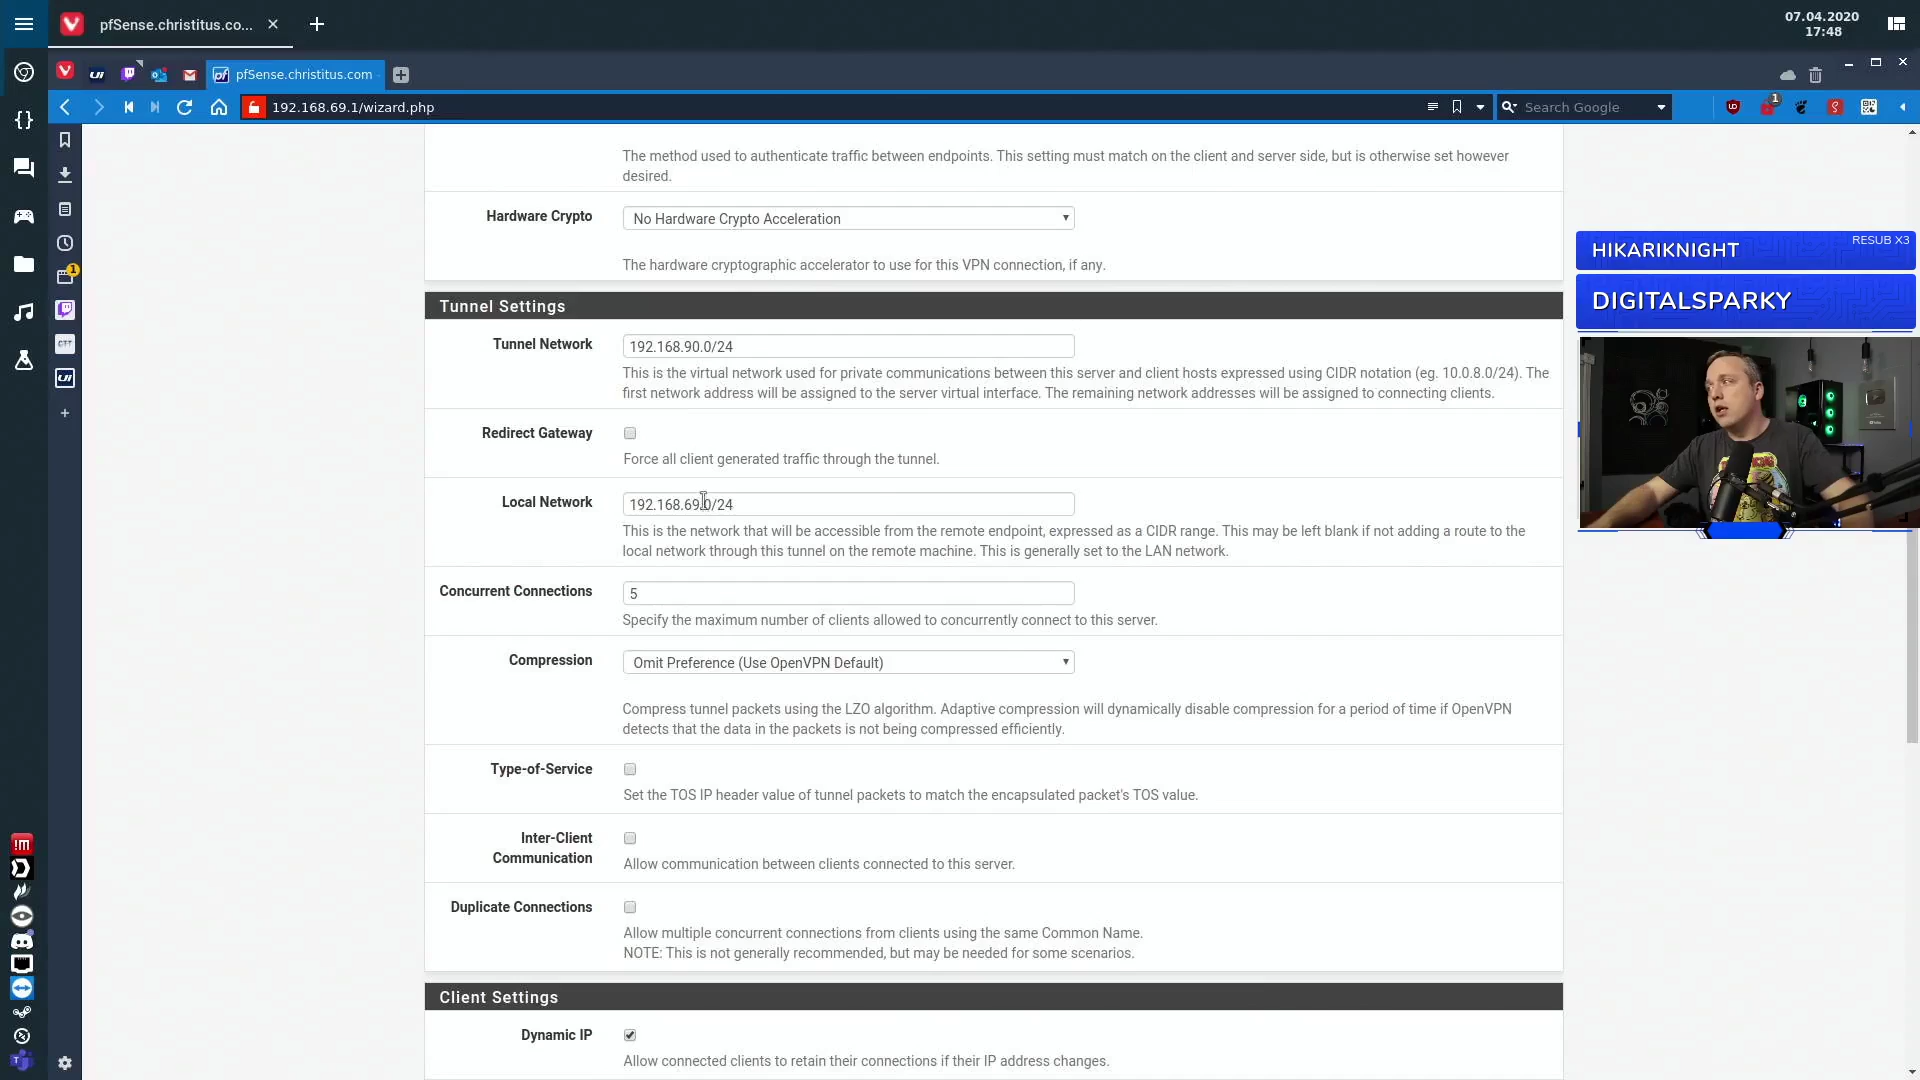 pfSense.christitus.co...
07.04.2020
17:48
pfSense.christitus.com
192.168.69.1/wizard.php
Search Google
1
The method used to authenticate traffic between endpoints. This setting must match on the client and server side, but is otherwise set however
desired.
Hardware Crypto
No Hardware Crypto Acceleration
The hardware cryptographic accelerator to use for this VPN connection, if any.
RESUB X3
HIKARIKNIGHT
DIGITALSPARKY
Tunnel Settings
Tunnel Network
192.168.90.0/24
This is the virtual network used for private communications between this server and client hosts expressed using CIDR notation (eg. 10.0.8.0/24). The
first network address will be assigned to the server virtual interface. The remaining network addresses will be assigned to connecting clients.
Redirect Gateway
Force all client generated traffic through the tunnel.
Local Network
192.168.69.0/24
This is the network that will be accessible from the remote endpoint, expressed as a CIDR range. This may be left blank if not adding a route to the
local network through this tunnel on the remote machine. This is generally set to the LAN network.
Concurrent Connections
5
Specify the maximum number of clients allowed to concurrently connect to this server.
Compression
Omit Preference (Use OpenVPN Default)
Compress tunnel packets using the LZO algorithm. Adaptive compression will dynamically disable compression for a period of time if OpenVPN
detects that the data in the packets is not being compressed efficiently.
Type-of-Service
Set the TOS IP header value of tunnel packets to match the encapsulated packet's TOS value.
Inter-Client
Communication
Allow communication between clients connected to this server.
Duplicate Connections
Allow multiple concurrent connections from clients using the same Common Name.
NOTE: This is not generally recommended, but may be needed for some scenarios.
Client Settings
Dynamic IP
Allow connected clients to retain their connections if their IP address changes.
1
CTT